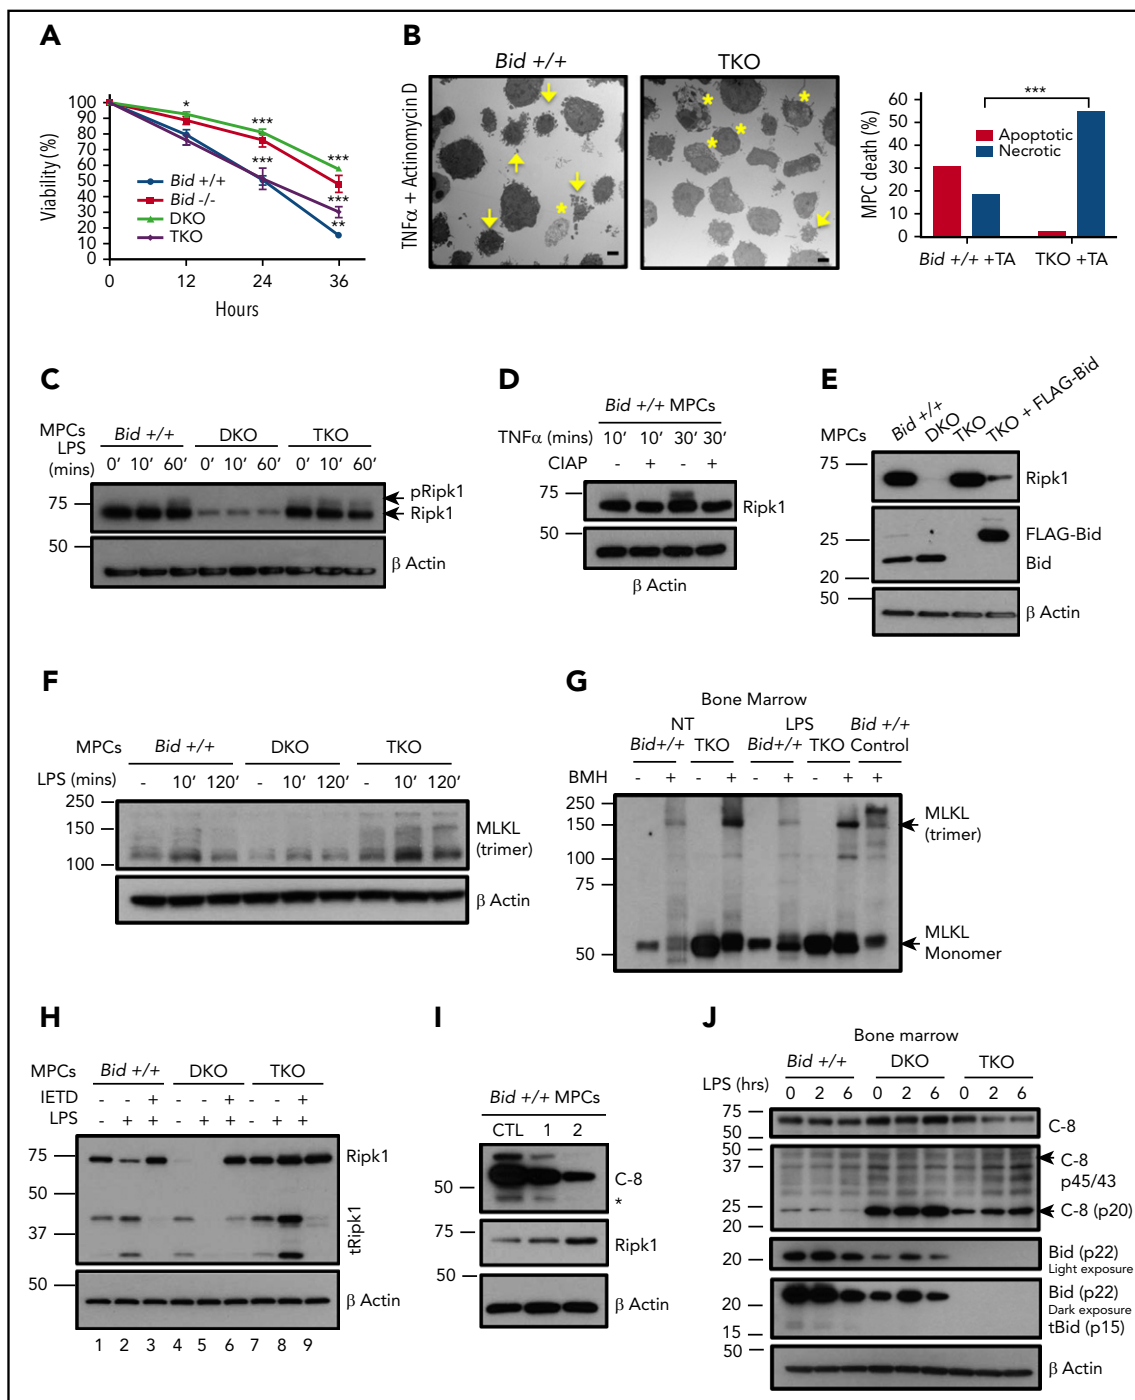 A
100
90
80
70
60
50
40
30
20
10
0
Viability (%)
*
***
***
***
***
**
Bid +/+
Bid -/-
DKO
TKO
0 12 24 36
Hours
B
Bid +/+ TKO
TNFα + Actinomycin D
*
* * * * *
60
50
40
30
20
10
0
MPC death (%)
***
Apoptotic
Necrotic
Bid +/+ +TA TKO +TA
C
MPCs Bid +/+ DKO TKO
LPS
(mins) 0′ 10′ 60′ 0′ 10′ 60′ 0′ 10′ 60′
75
50
pRipk1
Ripk1
β Actin
D
Bid +/+ MPCs
TNFα (mins) 10′ 10′ 30′ 30′
CIAP - + - +
75
50
Ripk1
β Actin
E
MPCs Bid +/+ DKO TKO TKO + FLAG-Bid
75
Ripk1
25
20
FLAG-Bid
Bid
50
β Actin
F
MPCs Bid +/+ DKO TKO
LPS (mins) - 10′ 120′ - 10′ 120′ - 10′ 120′
250
150
100
MLKL
(trimer)
β Actin
G
Bone Marrow
NT LPS Bid +/+
Bid+/+ TKO Bid+/+ TKO Control
BMH - + - + - + - + +
250
150
100
75
50
MLKL
(trimer)
MLKL
Monomer
H
MPCs Bid +/+ DKO TKO
IETD - - + - - + - - +
LPS - + + - + + - + +
75
50
37
50
Ripk1
tRipk1
β Actin
1 2 3 4 5 6 7 8 9
I
Bid +/+ MPCs
CTL 1 2
50
75
50
C-8
*
Ripk1
β Actin
J
Bone marrow
Bid +/+ DKO TKO
LPS (hrs) 0 2 6 0 2 6 0 2 6
75
50
C-8
37
25
20
C-8
p45/43
C-8 (p20)
20
Bid (p22)
Light exposure
20
15
Bid (p22)
Dark exposure
tBid (p15)
50
β Actin